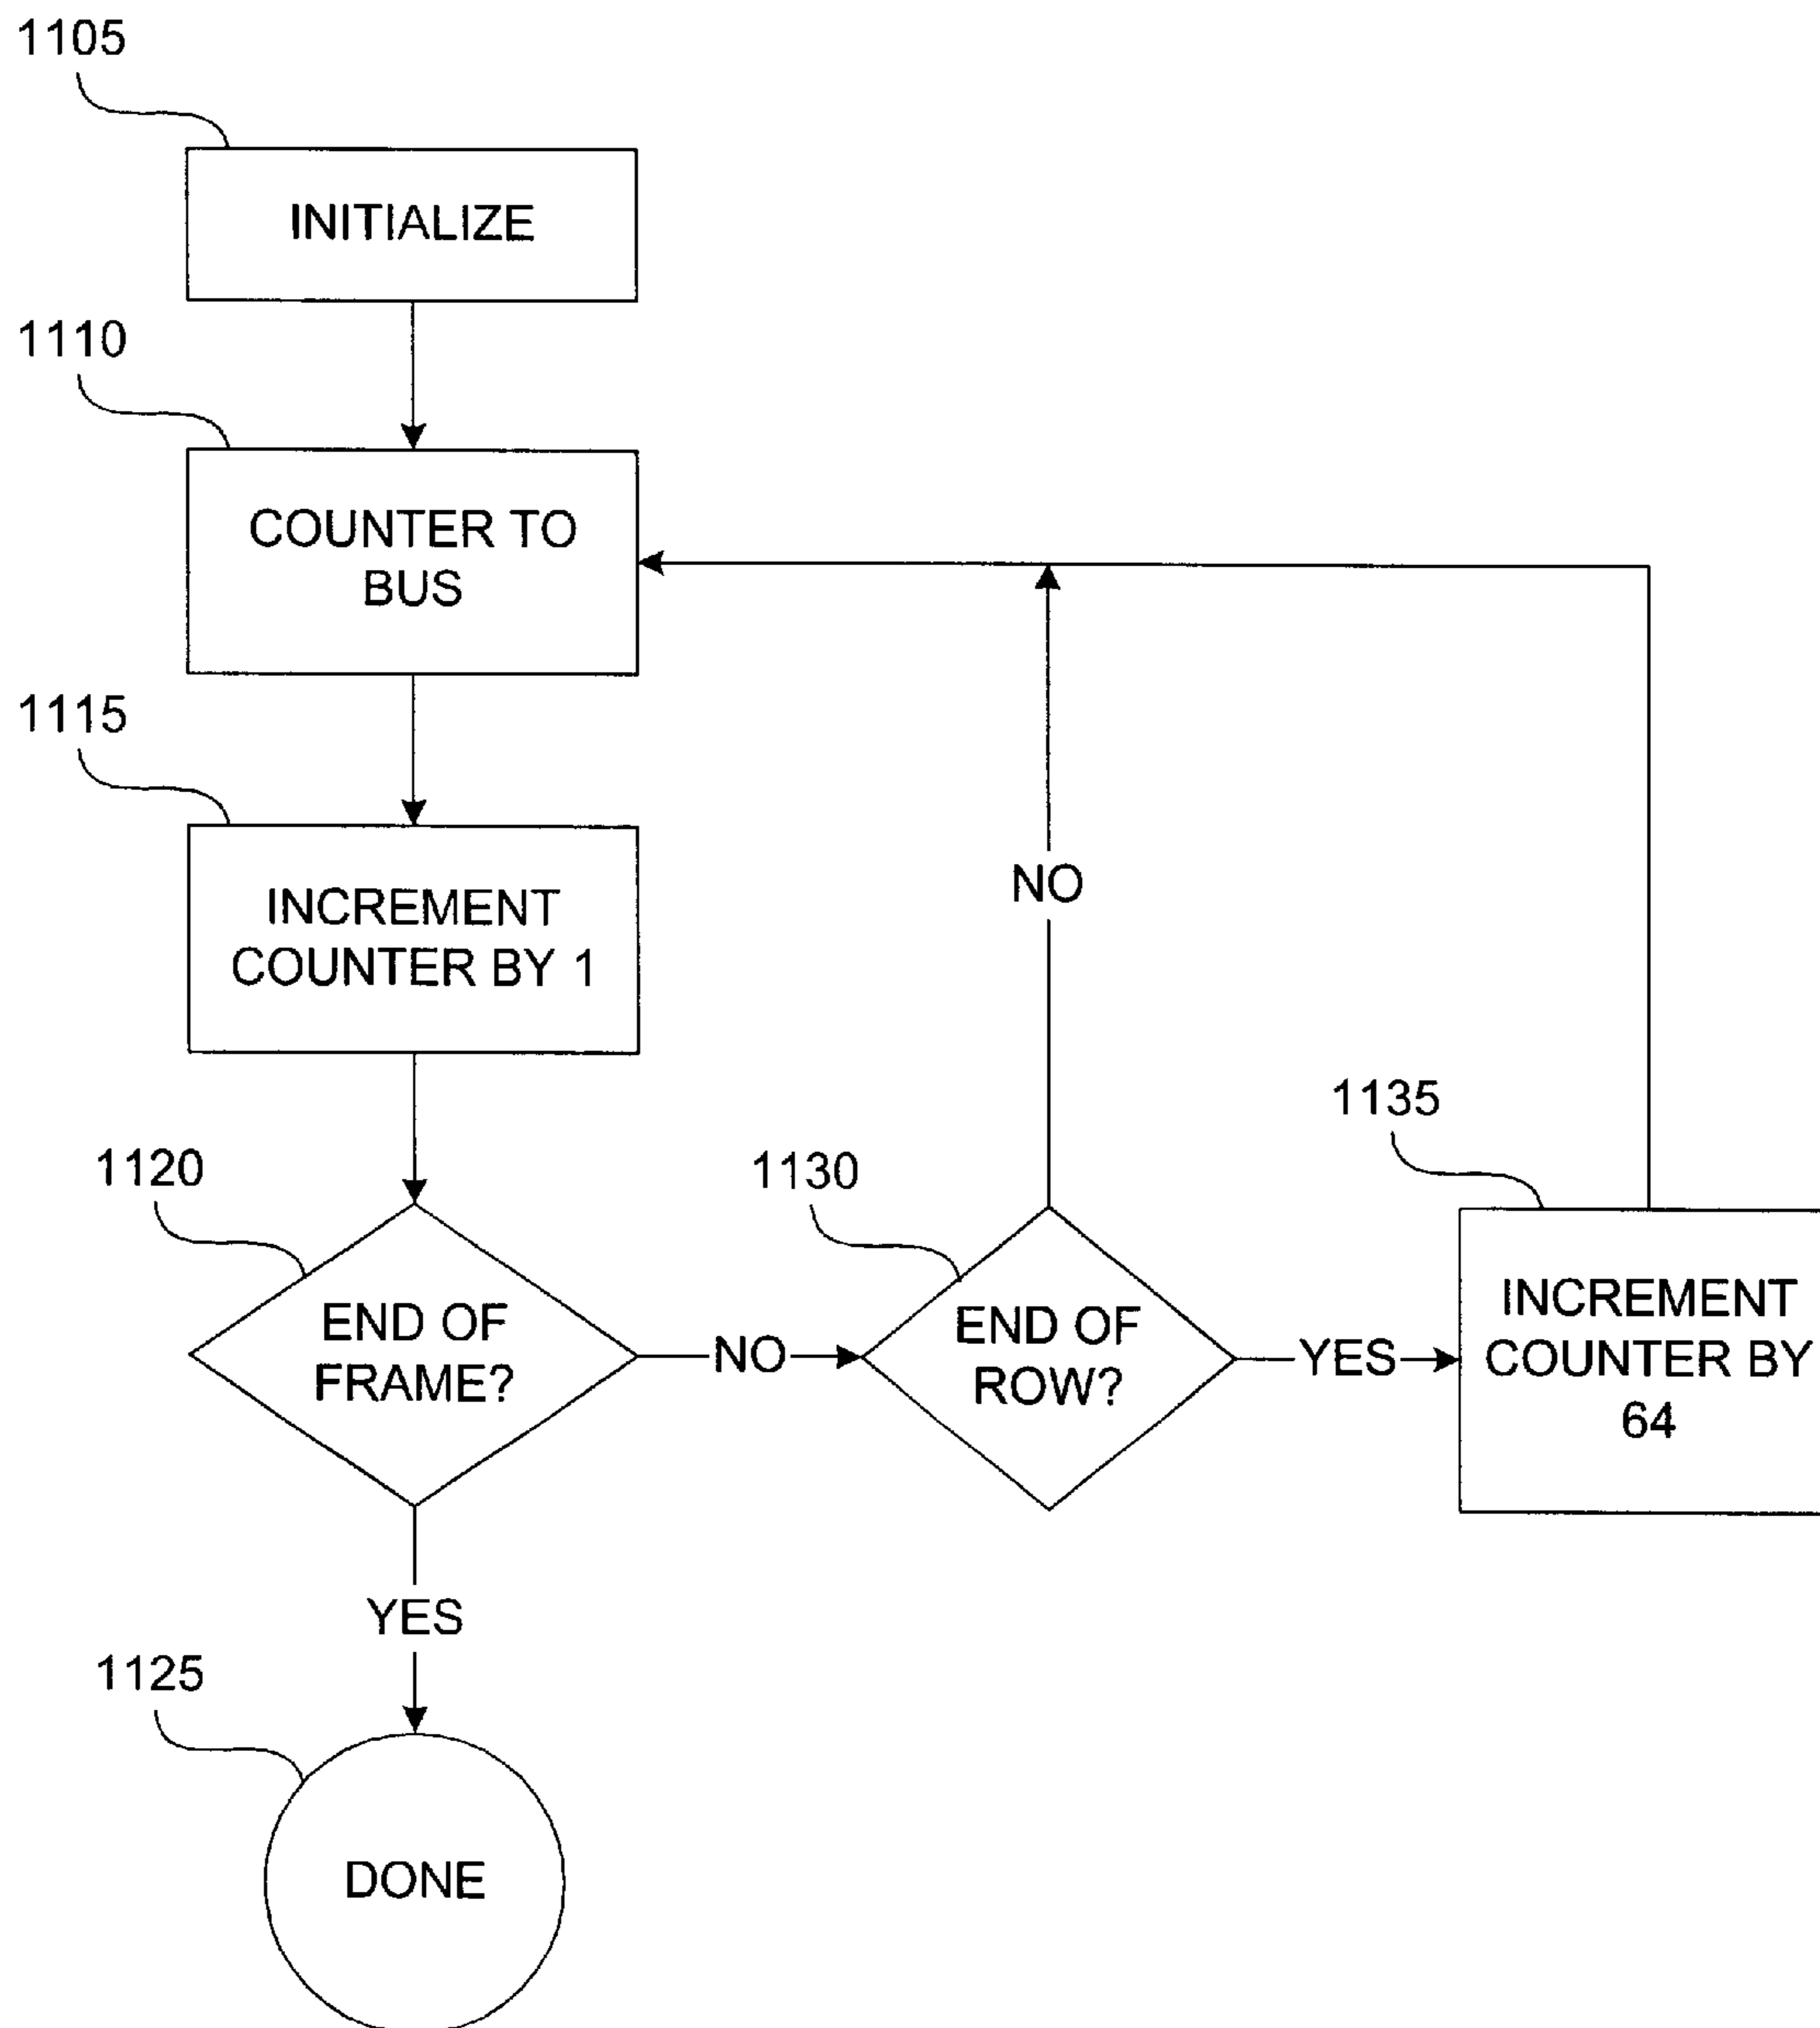 1105
INITIALIZE
1110
COUNTER TO
BUS
1115
INCREMENT
COUNTER BY 1
NO
1120
END OF
FRAME?
NO
1130
END OF
ROW?
YES
1135
INCREMENT
COUNTER BY
64
YES
1125
DONE